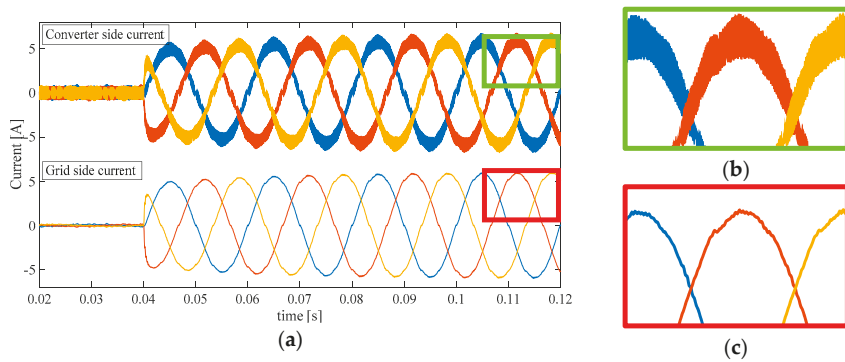 Converter side current
5
0
-5
Current [A]
Grid side current
5
0
-5
0.02 0.03 0.04 0.05 0.06 0.07 0.08 0.09 0.1 0.11 0.12
time [s]
(a)
(b)
(c)